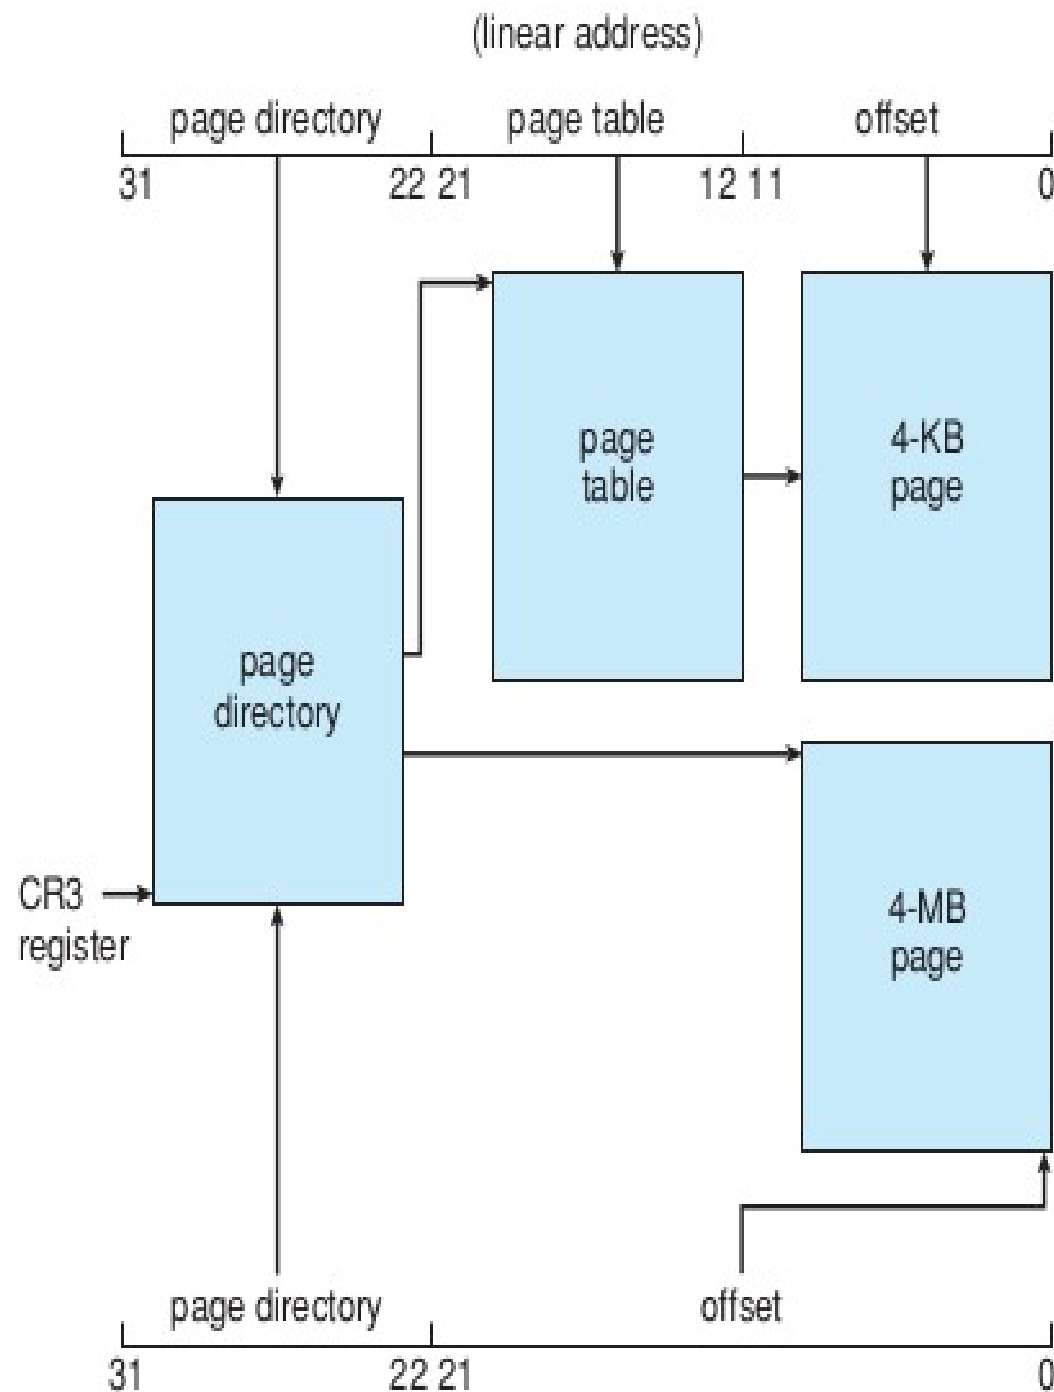 (linear address)
page directory page table offset
31 22 21 12 11 0
page
table
4-KB
page
page
directory
CR3
register
4-MB
page
page directory offset
31 22 21 0